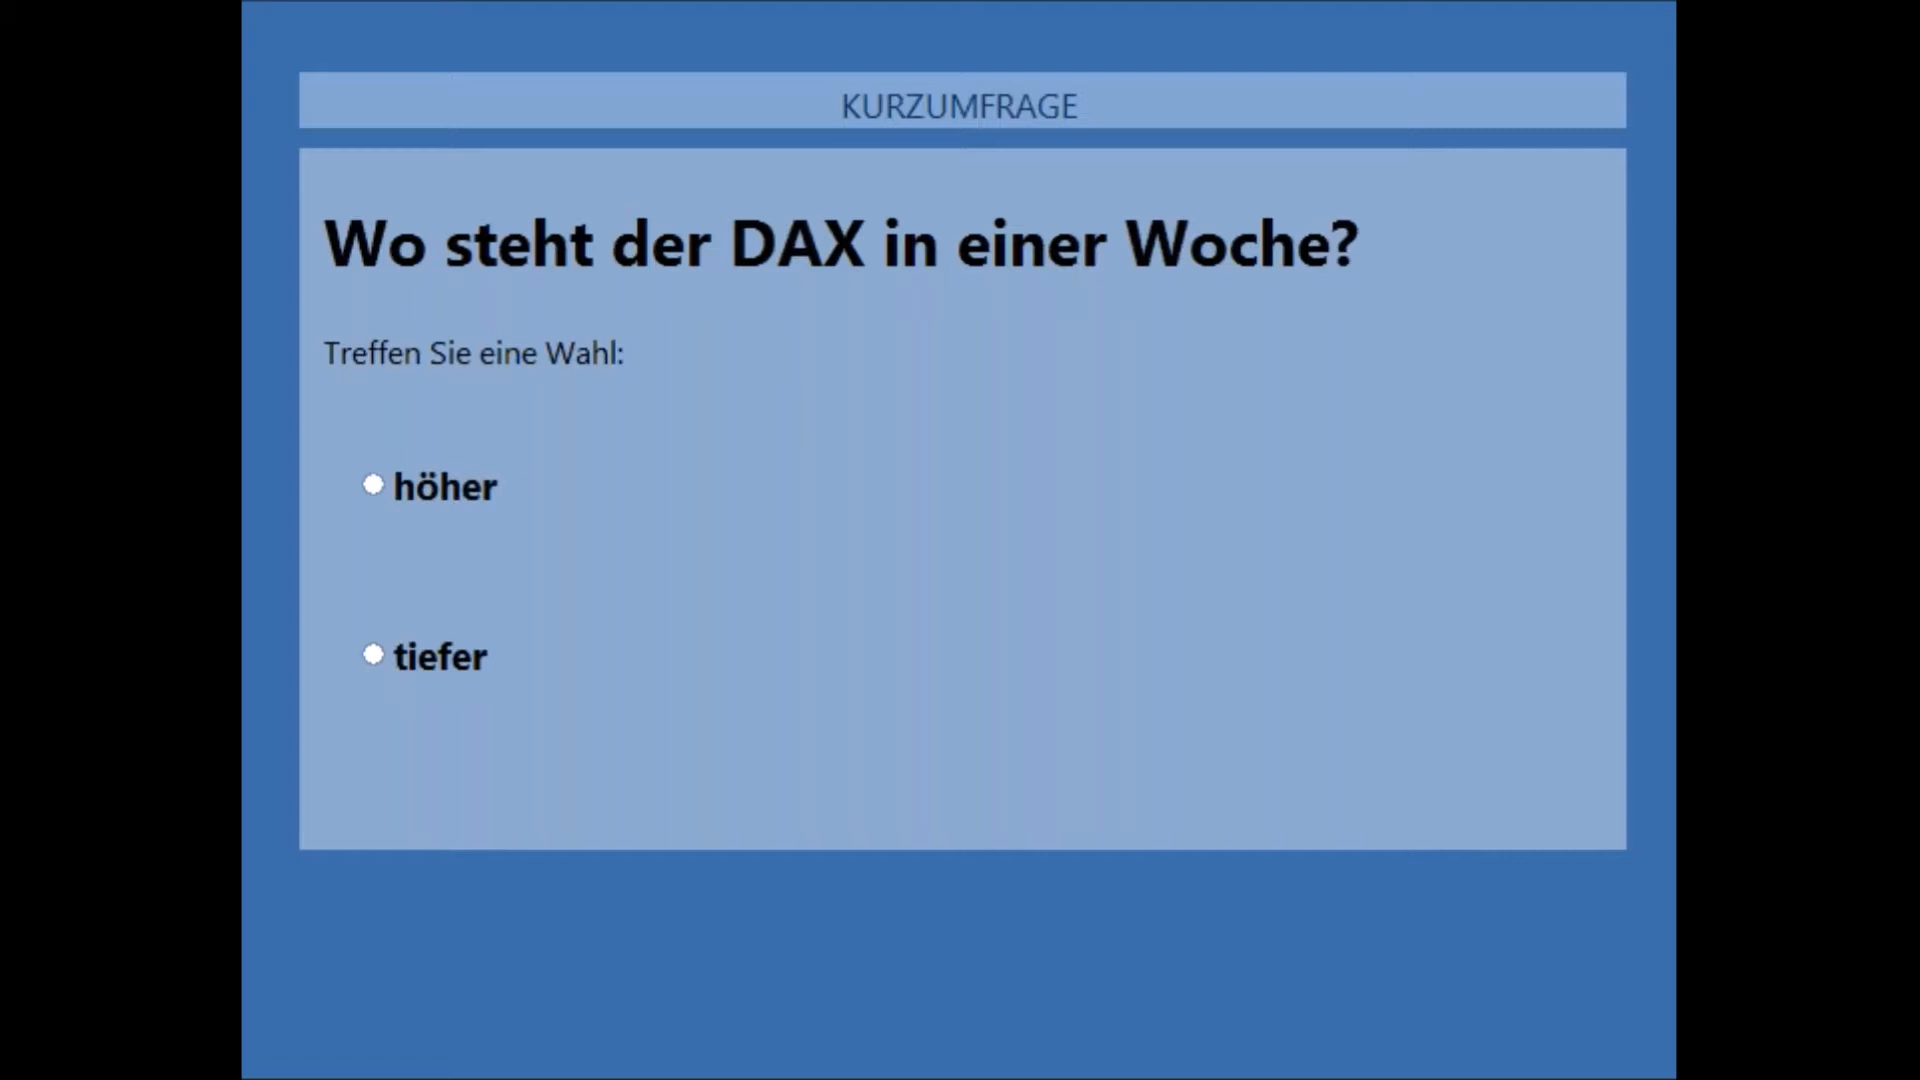 KURZUMFRAGE
Wo steht der DAX in einer Woche?
Treffen Sie eine Wahl:
höher
tiefer